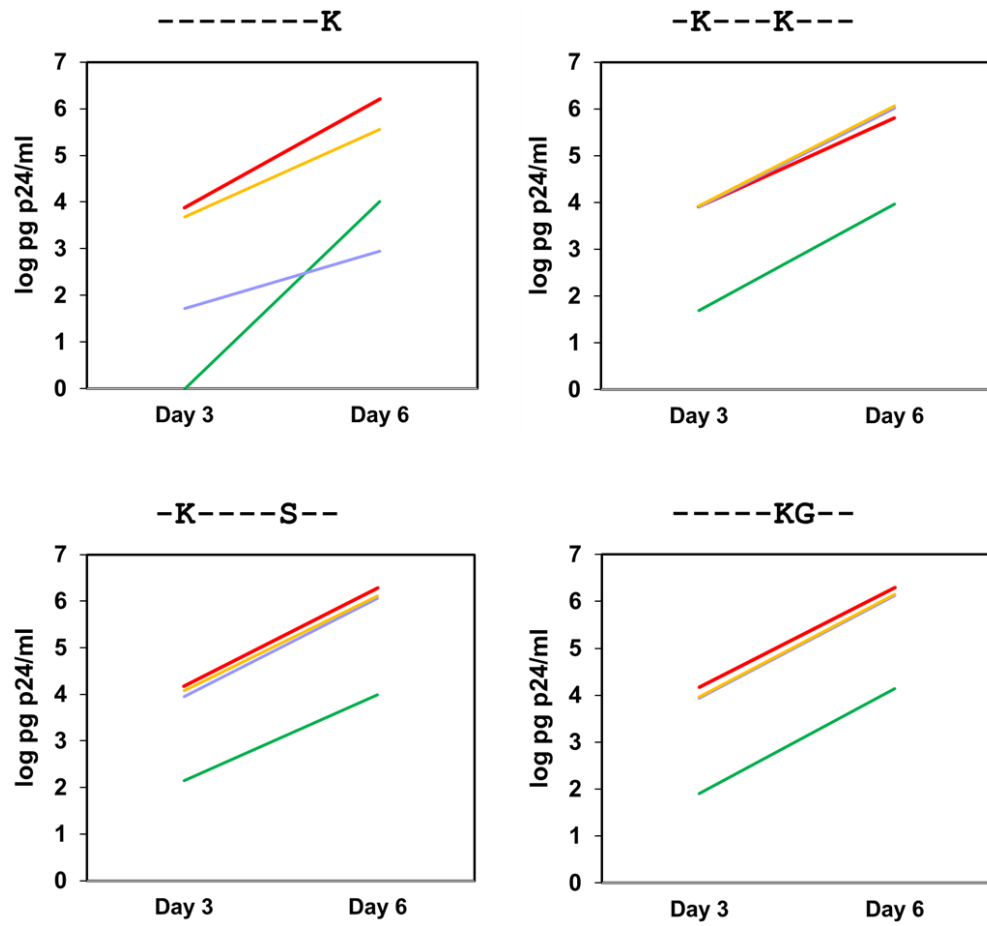 --------K
7
6
5
4
3
2
1
0
log pg p24/ml
Day 3 Day 6
-K---K---
7
6
5
4
3
2
1
0
log pg p24/ml
Day 3 Day 6
-K----S--
7
6
5
4
3
2
1
0
log pg p24/ml
Day 3 Day 6
-----KG--
7
6
5
4
3
2
1
0
log pg p24/ml
Day 3 Day 6